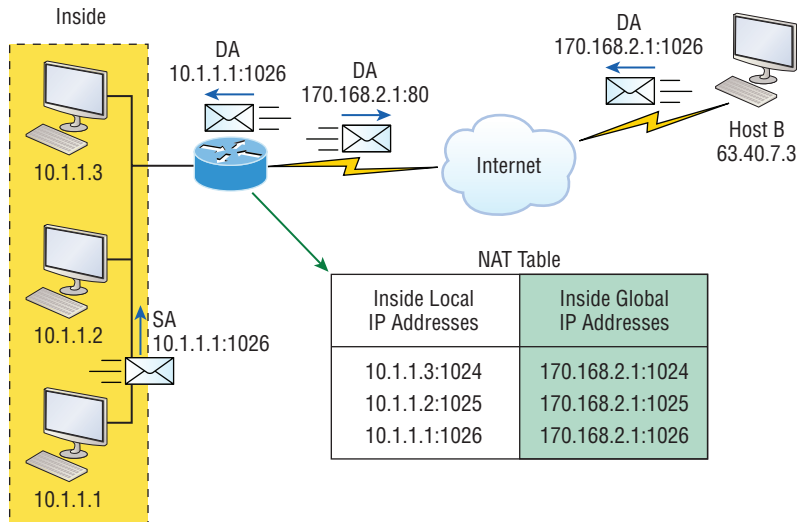 Inside
DA
10.1.1.1:1026
DA
170.168.2.1:80
DA
170.168.2.1:1026
10.1.1.3
Internet
Host B
63.40.7.3
10.1.1.2
SA
10.1.1.1:1026
10.1.1.1
NAT Table
Inside Local
IP Addresses
Inside Global
IP Addresses
10.1.1.3:1024 170.168.2.1:1024
10.1.1.2:1025 170.168.2.1:1025
10.1.1.1:1026 170.168.2.1:1026